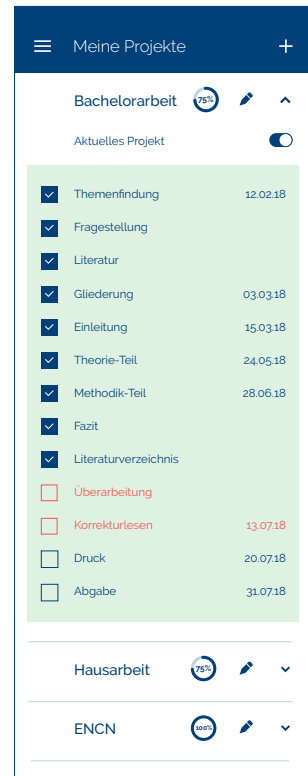 Meine Projekte
Bachelorarbeit 75%
Aktuelles Projekt
Themenfindung 12.02.18
Fragestellung
Literatur
Gliederung 03.03.18
Einleitung 15.03.18
Theorie-Teil 24.05.18
Methodik-Teil 28.06.18
Fazit
Literaturverzeichnis
Überarbeitung
Korrekturlesen 13.07.18
Druck 20.07.18
Abgabe 31.07.18
Hausarbeit 75%
ENCN 100%